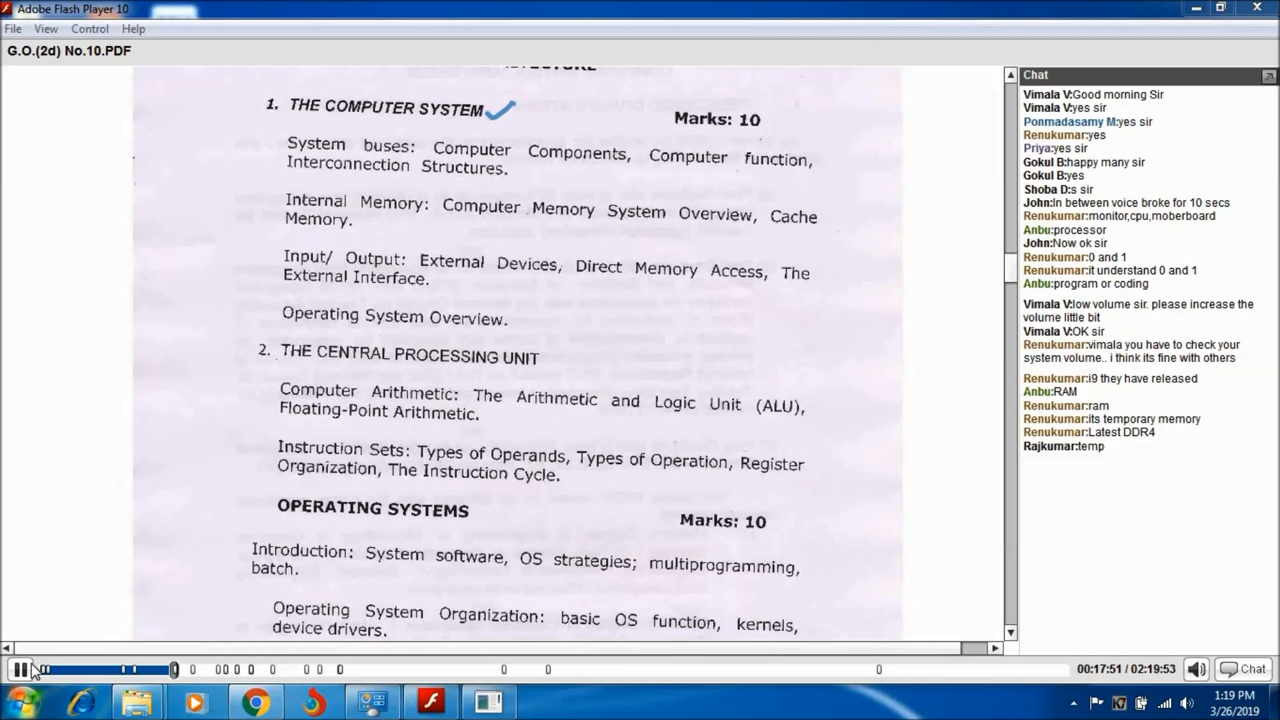 Adobe Flash Player 10
File View Control Help
G.O.(2d) No.10.PDF
1. THE COMPUTER SYSTEM
Marks: 10
System buses: Computer Components, Computer function,
Interconnection Structures.
Internal Memory: Computer Memory System Overview, Cache
Memory.
Input/ Output: External Devices, Direct Memory Access, The
External Interface.
Operating System Overview.
2. THE CENTRAL PROCESSING UNIT
Computer Arithmetic: The Arithmetic and Logic Unit (ALU),
Floating-Point Arithmetic.
Instruction Sets: Types of Operands, Types of Operation, Register
Organization, The Instruction Cycle.
OPERATING SYSTEMS
Marks: 10
Introduction: System software, OS strategies; multiprogramming,
batch.
Operating System Organization: basic OS function, kernels,
device drivers.
Chat
Vimala V:Good morning Sir
Vimala V:yes sir
Ponmadasamy M:yes sir
Renukumar:yes
Priya:yes sir
Gokul B:happy many sir
Gokul B:yes
Shoba D:s sir
John:In between voice broke for 10 secs
Renukumar:monitor,cpu,moberboard
Anbu:processor
John:Now ok sir
Renukumar:0 and 1
Renukumar:it understand 0 and 1
Anbu:program or coding
Vimala V:low volume sir. please increase the
volume little bit
Vimala V:OK sir
Renukumar:vimala you have to check your
system volume.. i think its fine with others
Renukumar:i9 they have released
Anbu:RAM
Renukumar:ram
Renukumar:its temporary memory
Renukumar:Latest DDR4
Rajkumar:temp
00:17:51 / 02:19:53
Chat
1:19 PM
3/26/2019